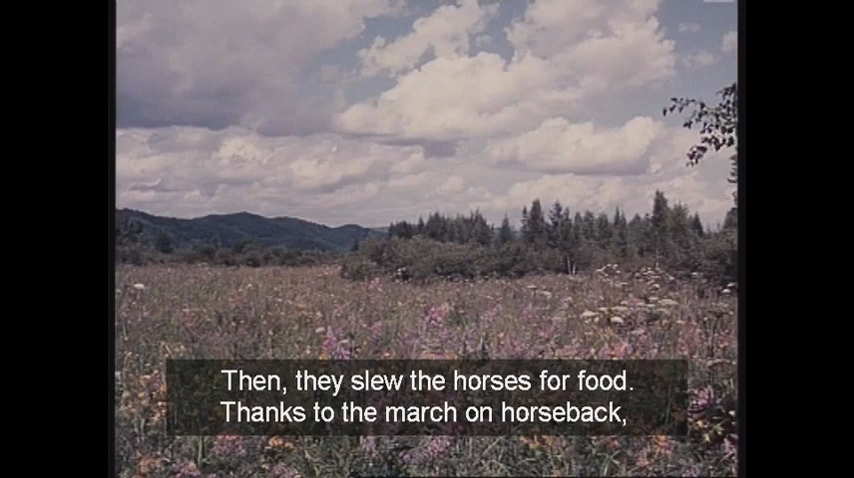 Then, they slew the horses for food.
Thanks to the march on horseback,